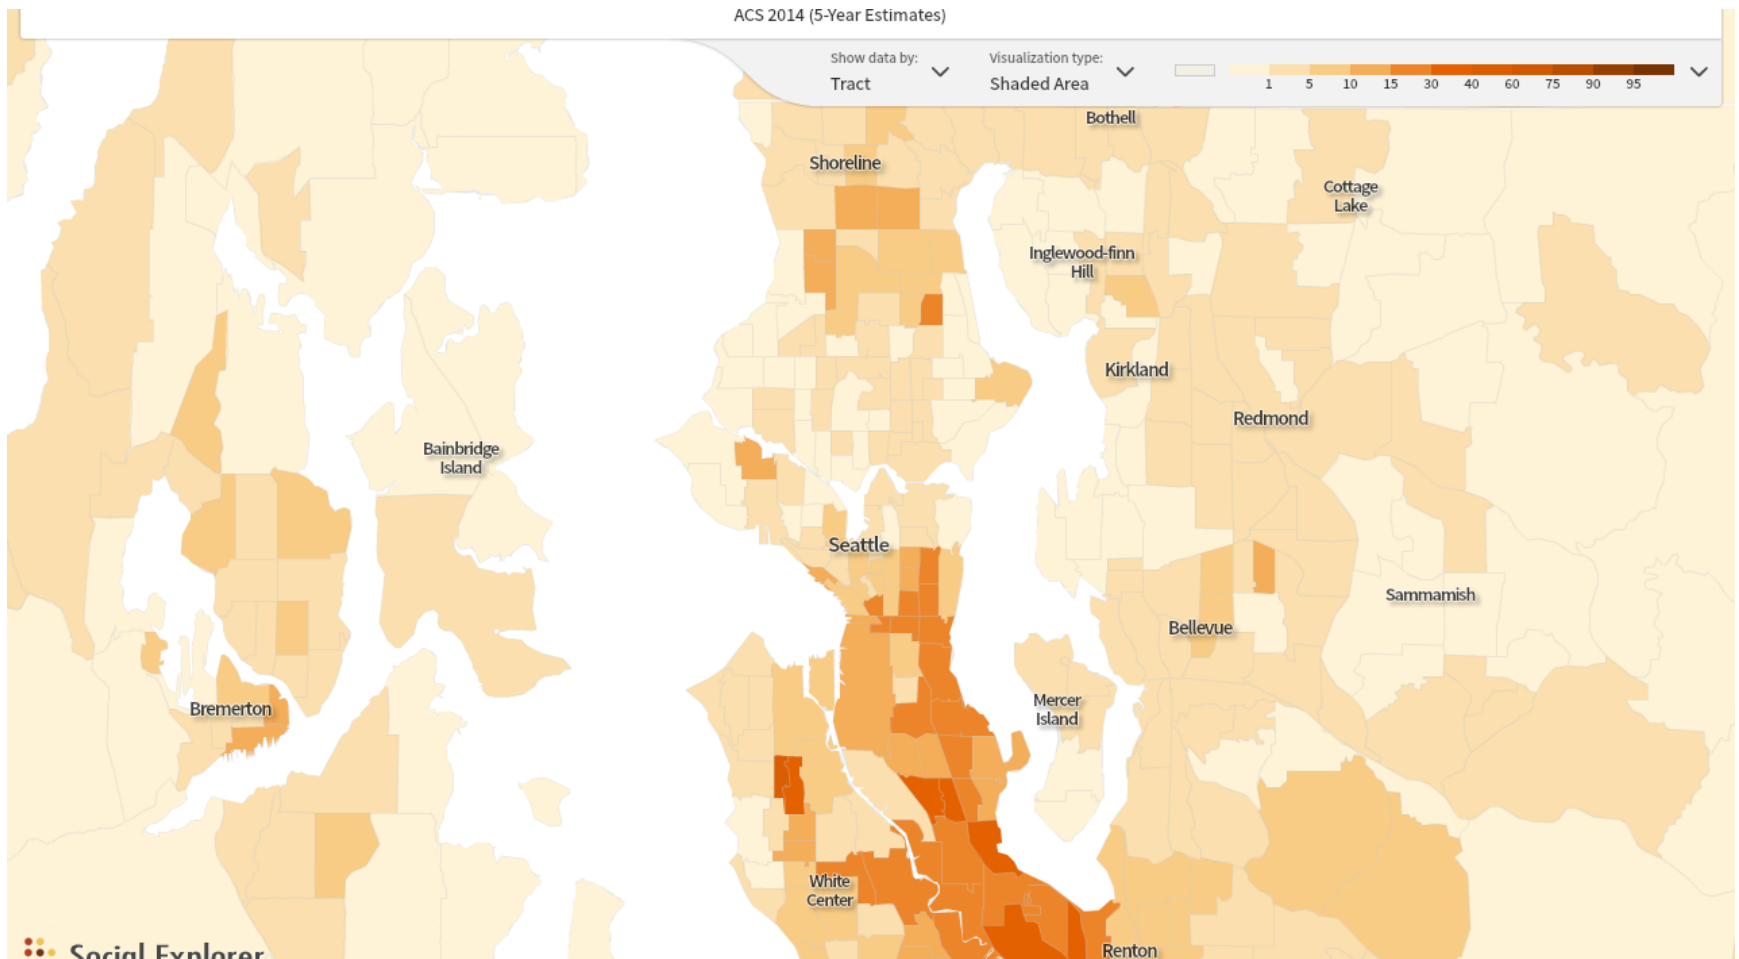 ACS 2014 (5-Year Estimates)
Show data by:
Tract
Visualization type:
Shaded Area
1 5 10 15 30 40 60 75 90 95
Bothell
Shoreline
Cottage
Lake
Inglewood-finn
Hill
Kirkland
Redmond
Bainbridge
Island
Seattle
Sammamish
Bellevue
Mercer
Island
Bremerton
White
Center
Renton
Social Explorer